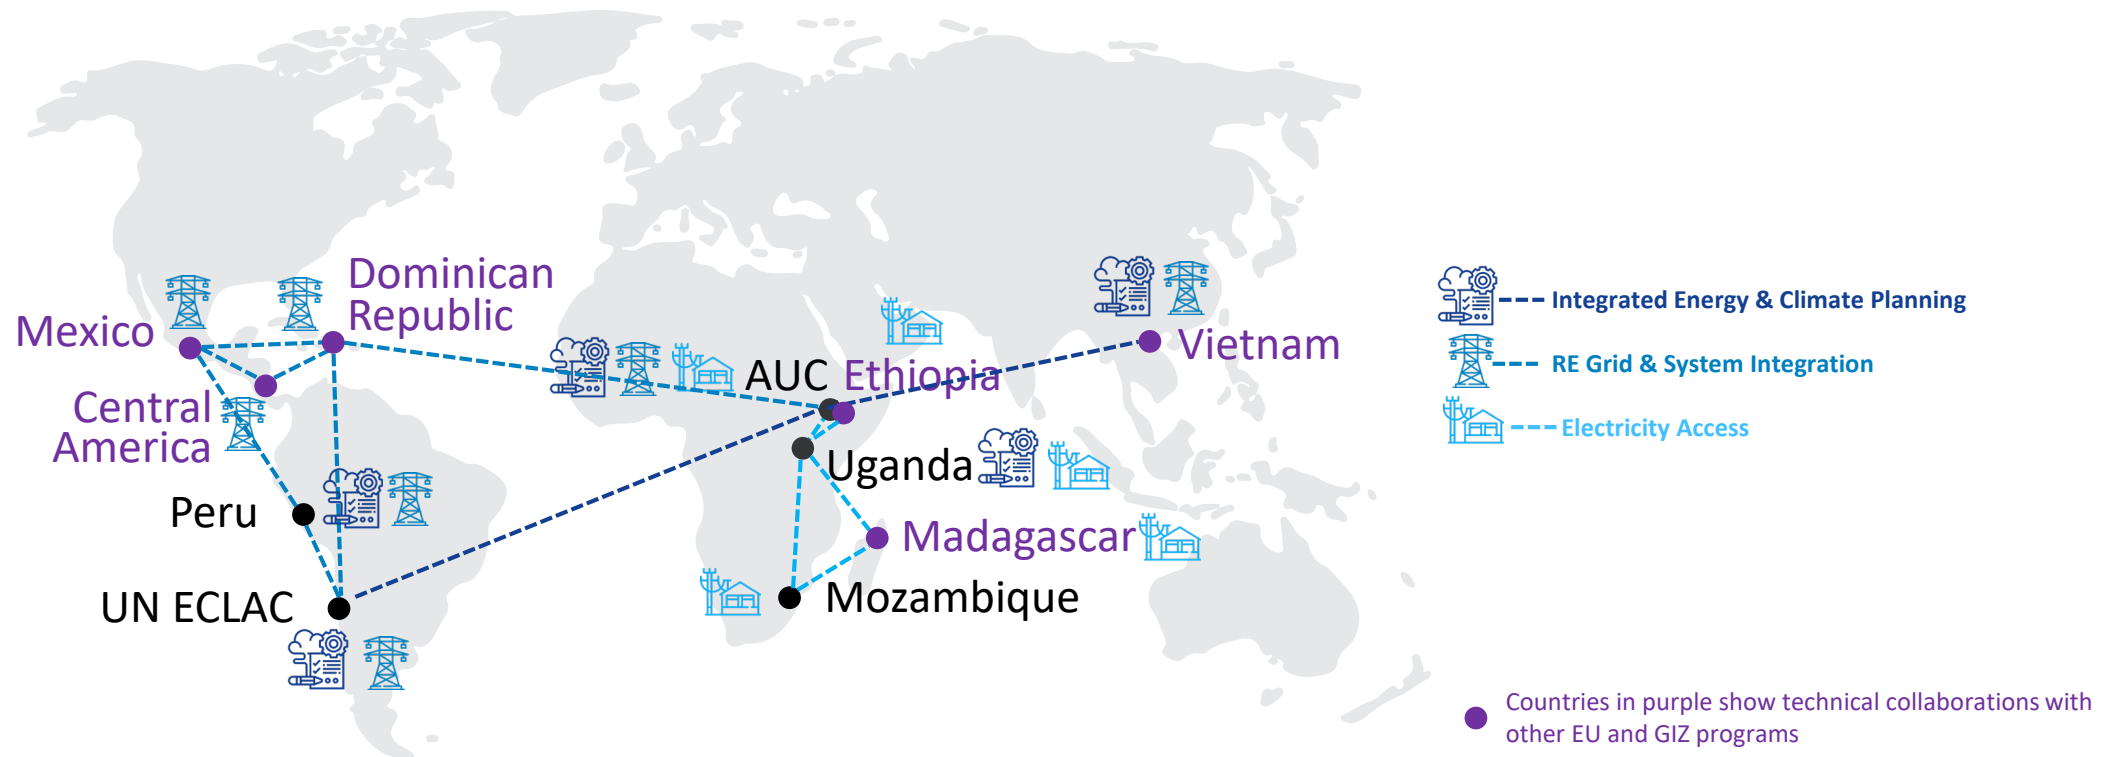 Dominican
Republic
Mexico
Central
America
Peru
UN ECLAC
AUC
Ethiopia
Vietnam
Uganda
Madagascar
Mozambique
Integrated Energy & Climate Planning
RE Grid & System Integration
Electricity Access
Countries in purple show technical collaborations with
other EU and GIZ programs